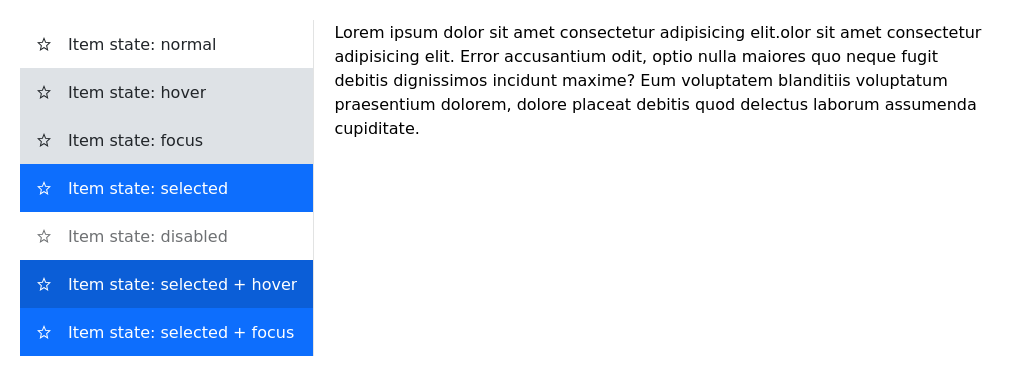 Item state: normal
Item state: hover
Item state: focus
Item state: selected
Item state: disabled
Item state: selected + hover
Item state: selected + focus
Lorem ipsum dolor sit amet consectetur adipisicing elit.olor sit amet consectetur
adipisicing elit. Error accusantium odit, optio nulla maiores quo neque fugit
debitis dignissimos incidunt maxime? Eum voluptatem blanditiis voluptatum
praesentium dolorem, dolore placeat debitis quod delectus laborum assumenda
cupiditate.